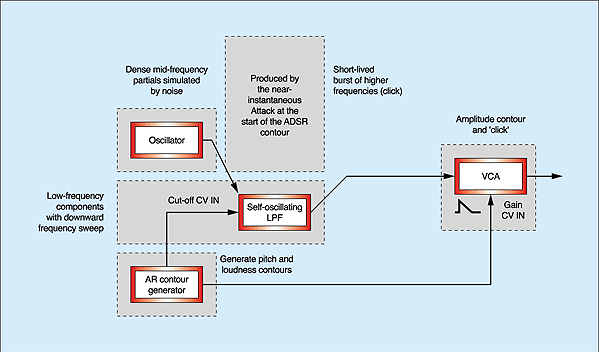 Dense mid-frequency
partials simulated
by noise
Produced by
the near-
instantaneous
Attack at the
start of the ADSR
contour
Short-lived
burst of higher
frequencies (click)
Oscillator
Amplitude contour
and 'click'
VCA
Gain
CV IN
Low-frequency
components
with downward
frequency sweep
Cut-off CV IN
Self-oscillating
LPF
AR contour
generator
Generate pitch and
loudness contours